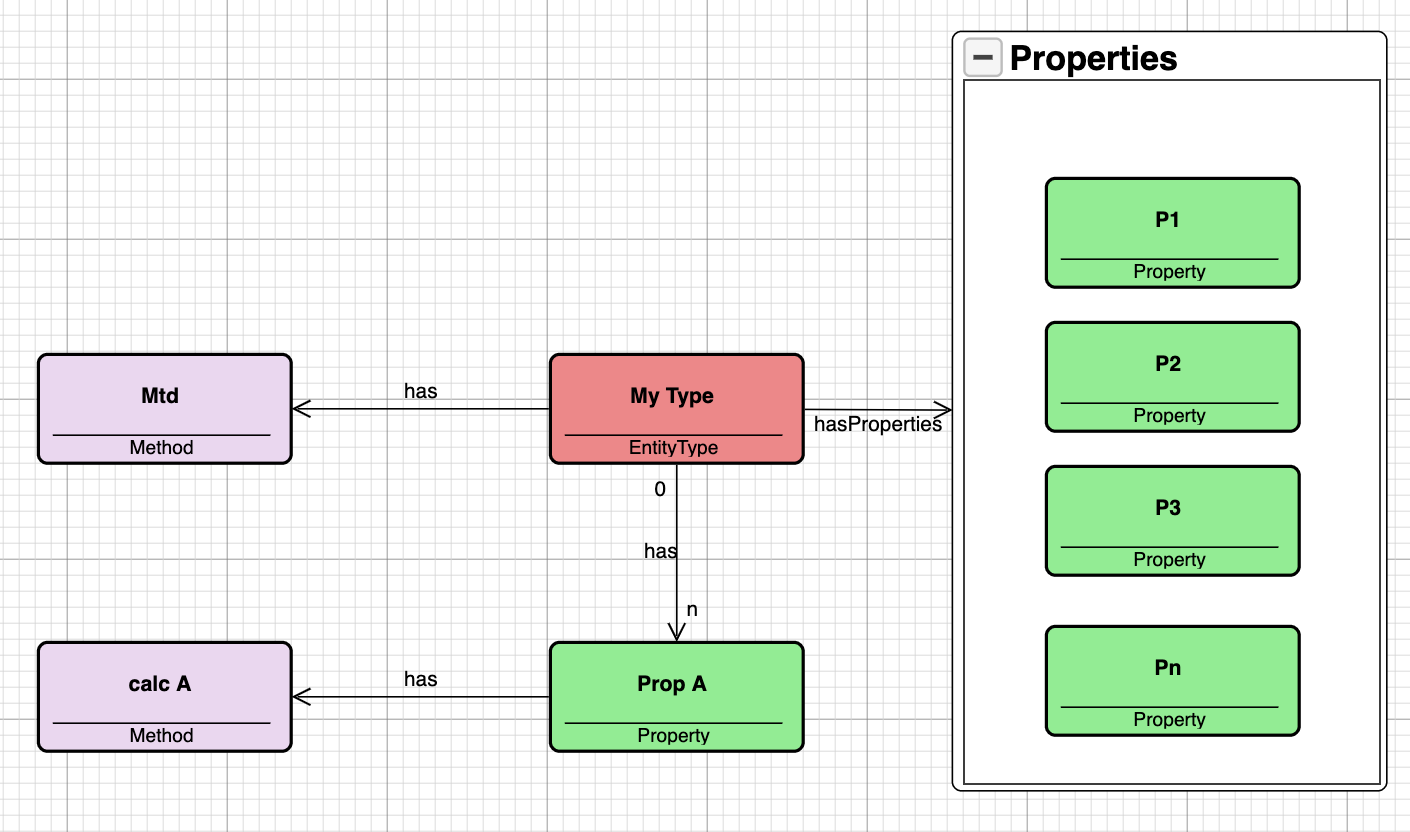 Properties
P1
Property
P2
Property
Mtd
Method
has
My Type
EntityType
hasProperties
P3
Property
0
has
n
calc A
Method
has
Prop A
Property
Pn
Property